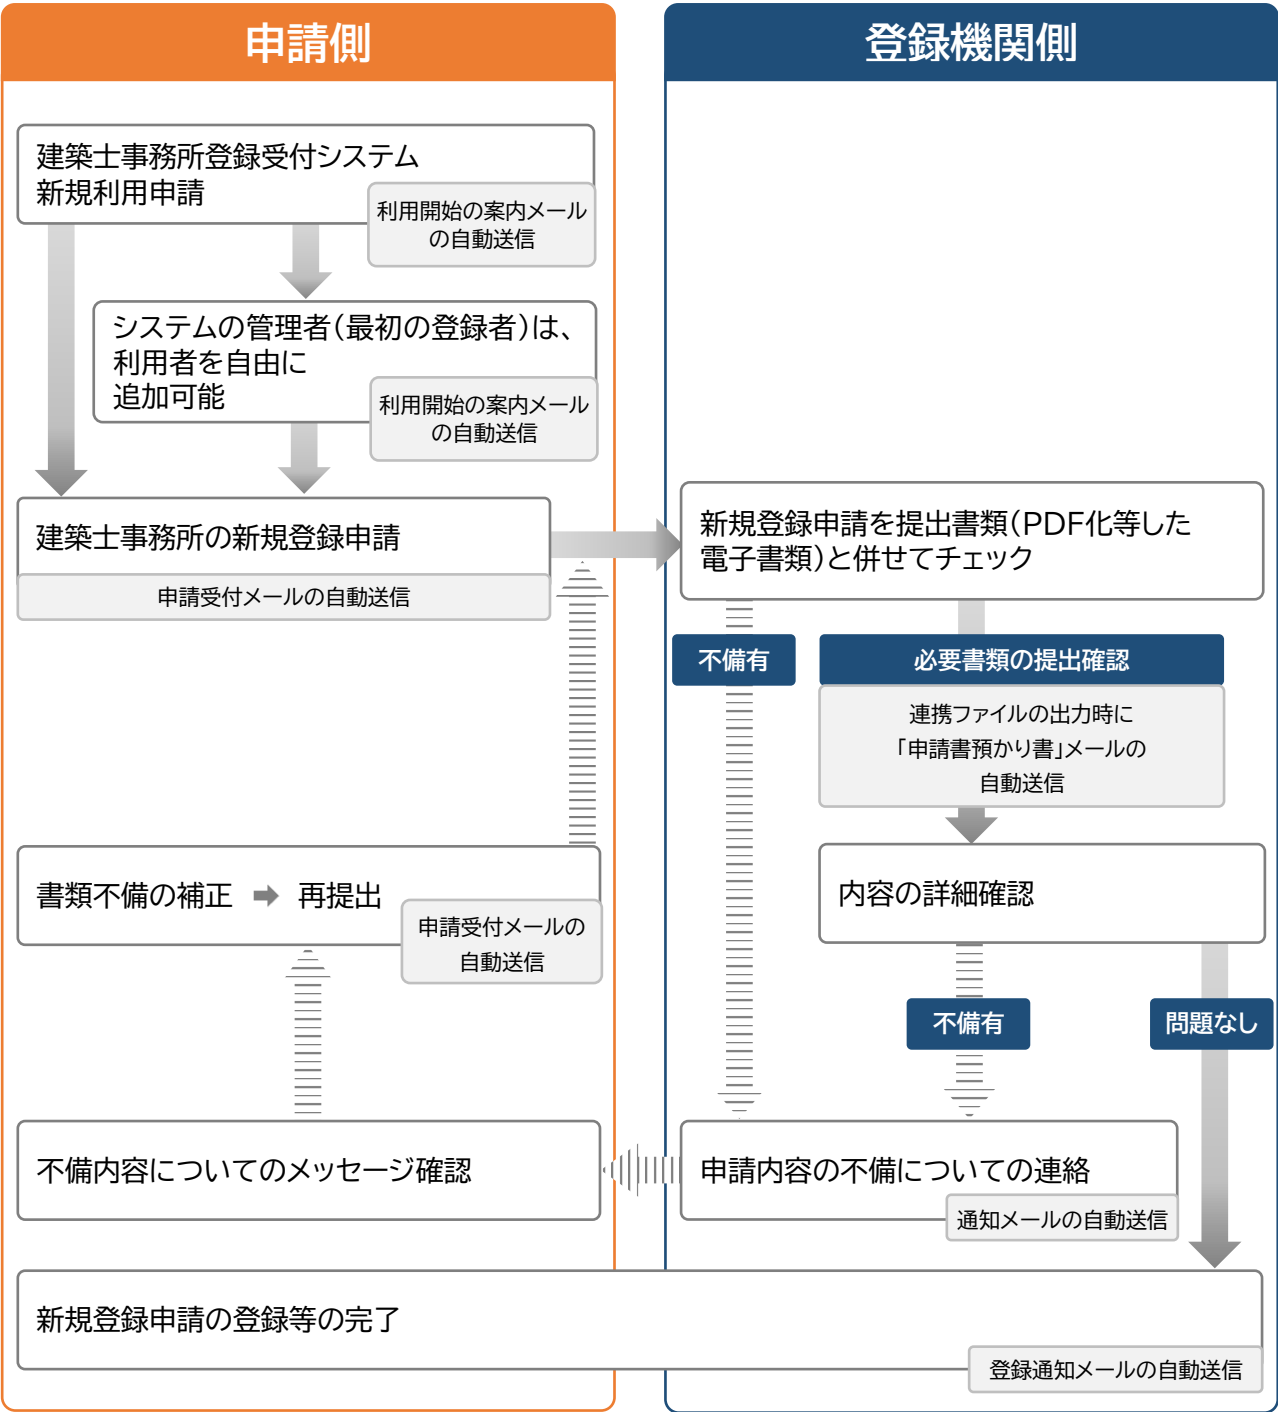 申請側
登録機関側
建築士事務所登録受付システム
新規利用申請
利用開始の案内メール
の自動送信
システムの管理者(最初の登録者)は、
利用者を自由に
追加可能
利用開始の案内メール
の自動送信
建築士事務所の新規登録申請
申請受付メールの自動送信
新規登録申請を提出書類(PDF化等した
電子書類)と併せてチェック
不備有
必要書類の提出確認
連携ファイルの出力時に
「申請書預かり書」メールの
自動送信
書類不備の補正 ➡ 再提出
申請受付メールの
自動送信
内容の詳細確認
不備有
問題なし
不備内容についてのメッセージ確認
申請内容の不備についての連絡
通知メールの自動送信
新規登録申請の登録等の完了
登録通知メールの自動送信